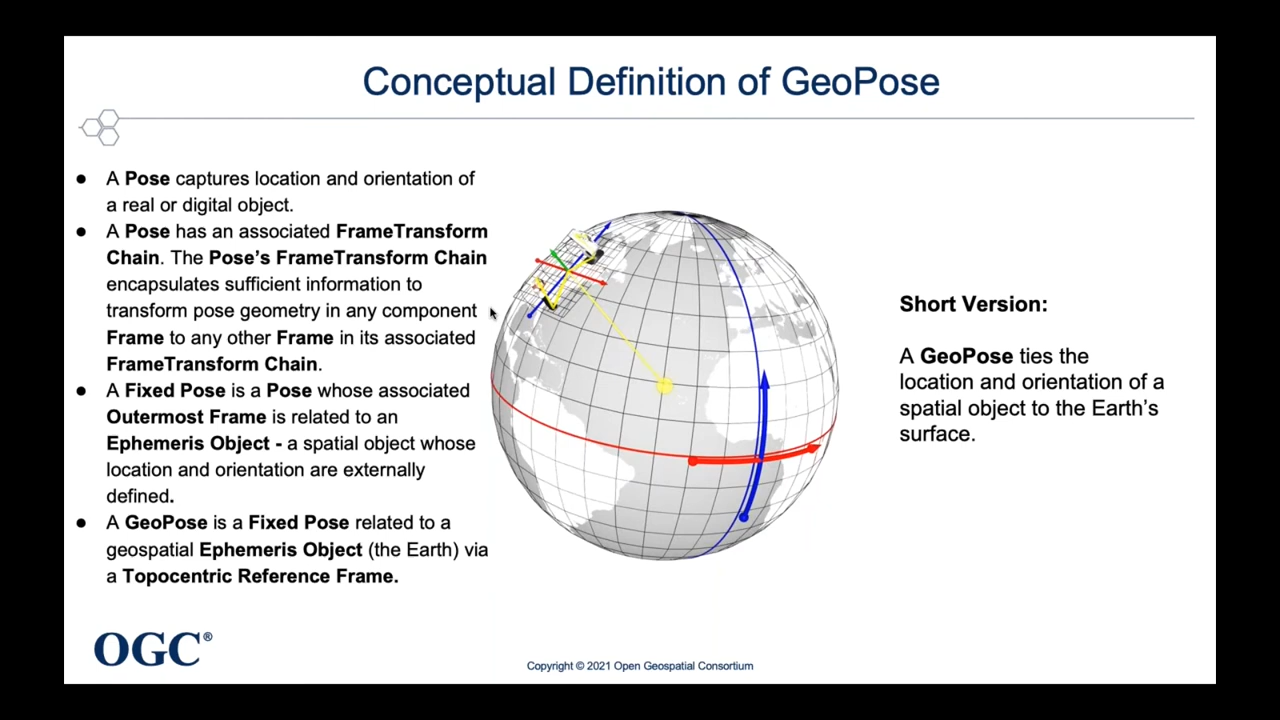 Conceptual Definition of GeoPose
● A Pose captures location and orientation of
a real or digital object.
● A Pose has an associated FrameTransform
Chain. The Pose's FrameTransform Chain
encapsulates sufficient information to
transform pose geometry in any component
Frame to any other Frame in its associated
FrameTransform Chain.
● A Fixed Pose is a Pose whose associated
Outermost Frame is related to an
Ephemeris Object - a spatial object whose
location and orientation are externally
defined.
● A GeoPose is a Fixed Pose related to a
geospatial Ephemeris Object (the Earth) via
a Topocentric Reference Frame.
Short Version:
A GeoPose ties the
location and orientation of a
spatial object to the Earth's
surface.
OGC®
Copyright © 2021 Open Geospatial Consortium